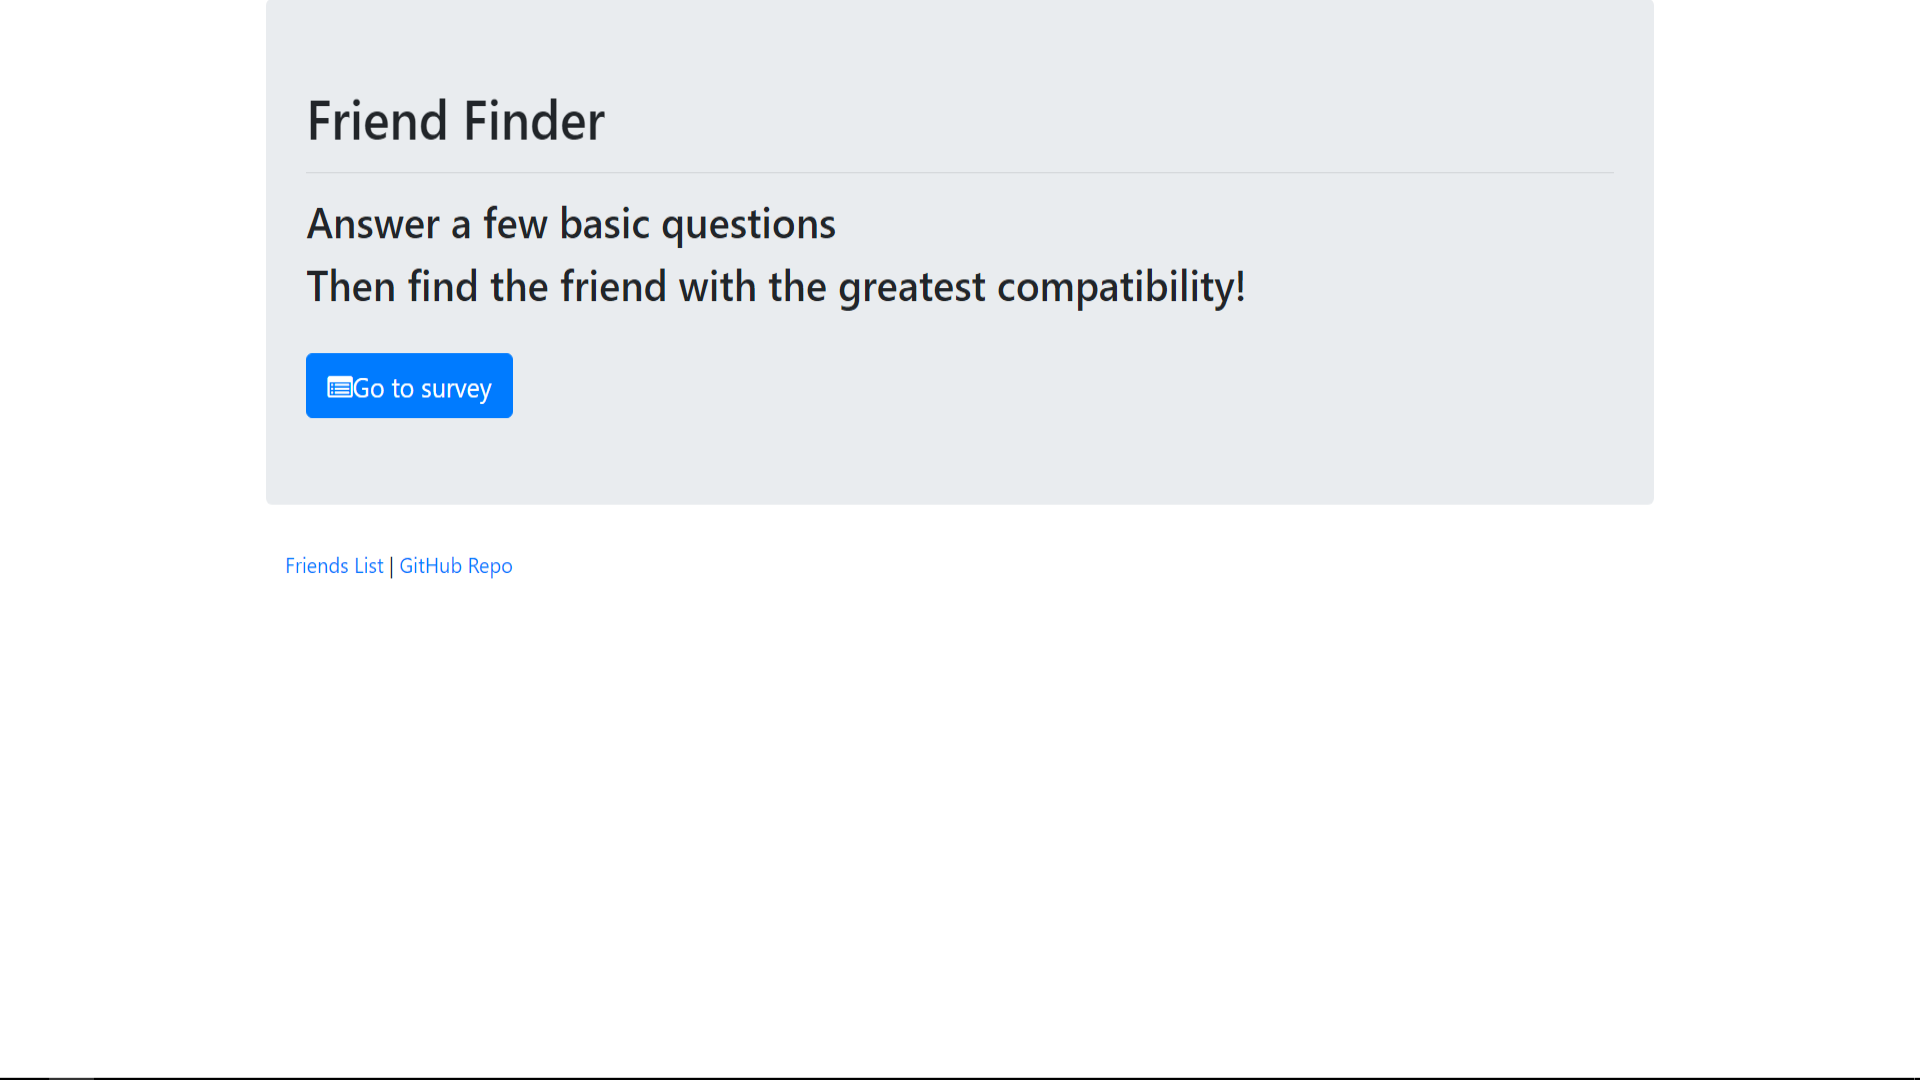 Friend Finder
Answer a few basic questions
Then find the friend with the greatest compatibility!
Go to survey
Friends List | GitHub Repo